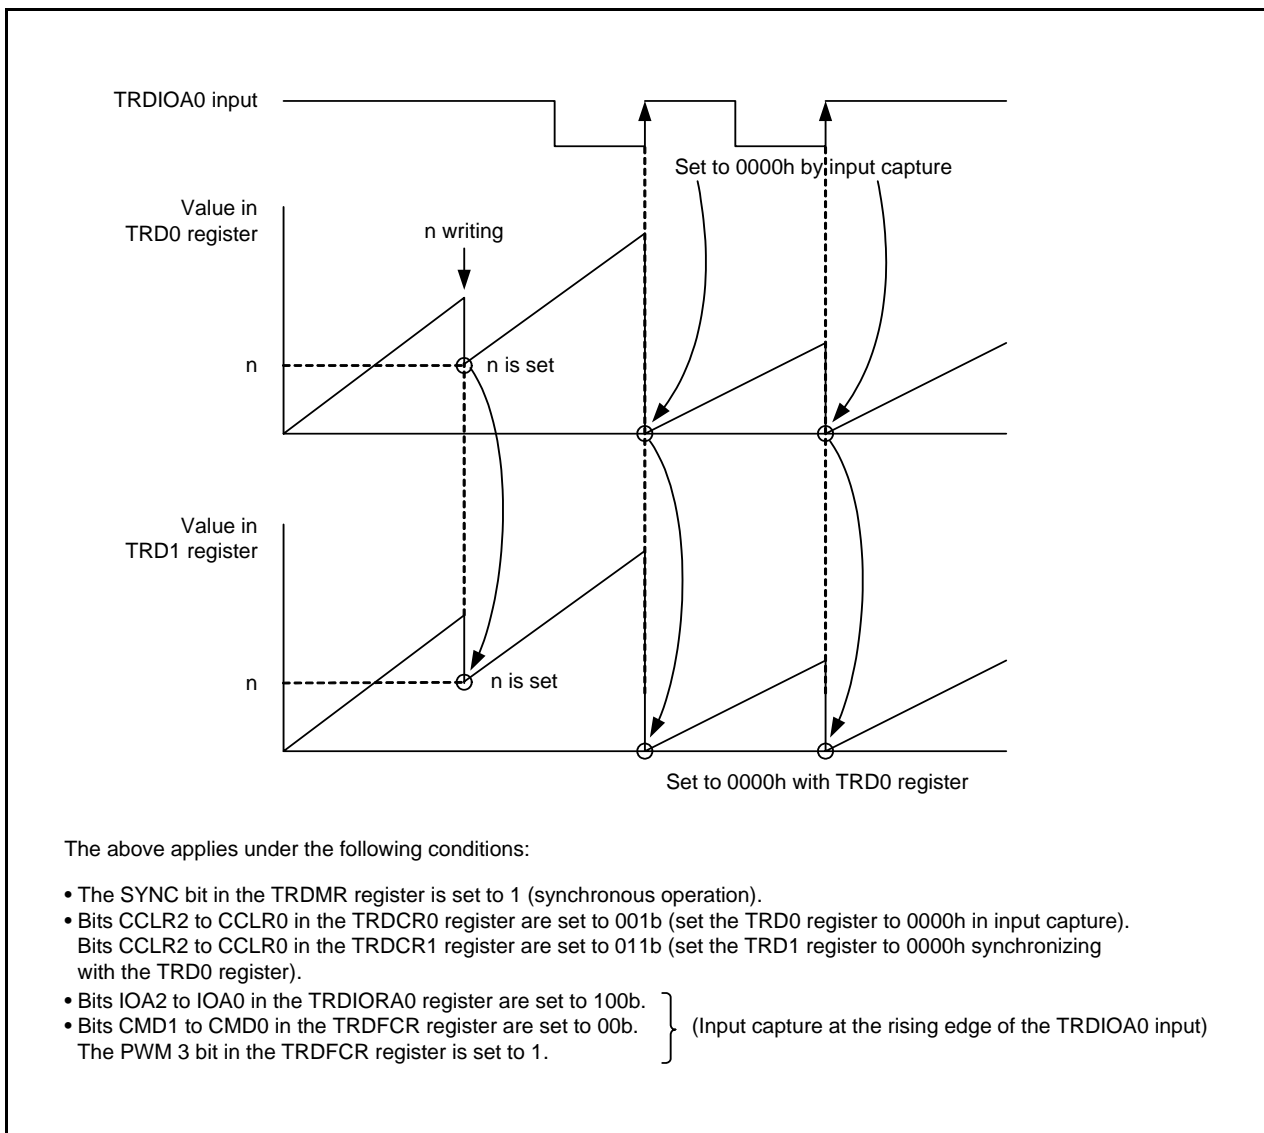 TRDIOA0 input
Set to 0000h by input capture
Value in
TRD0 register
n writing
n
n is set
Value in
TRD1 register
n
n is set
Set to 0000h with TRD0 register
The above applies under the following conditions:
• The SYNC bit in the TRDMR register is set to 1 (synchronous operation).
• Bits CCLR2 to CCLR0 in the TRDCR0 register are set to 001b (set the TRD0 register to 0000h in input capture).
Bits CCLR2 to CCLR0 in the TRDCR1 register are set to 011b (set the TRD1 register to 0000h synchronizing
with the TRD0 register).
• Bits IOA2 to IOA0 in the TRDIORA0 register are set to 100b.
• Bits CMD1 to CMD0 in the TRDFCR register are set to 00b.
The PWM 3 bit in the TRDFCR register is set to 1.
(Input capture at the rising edge of the TRDIOA0 input)